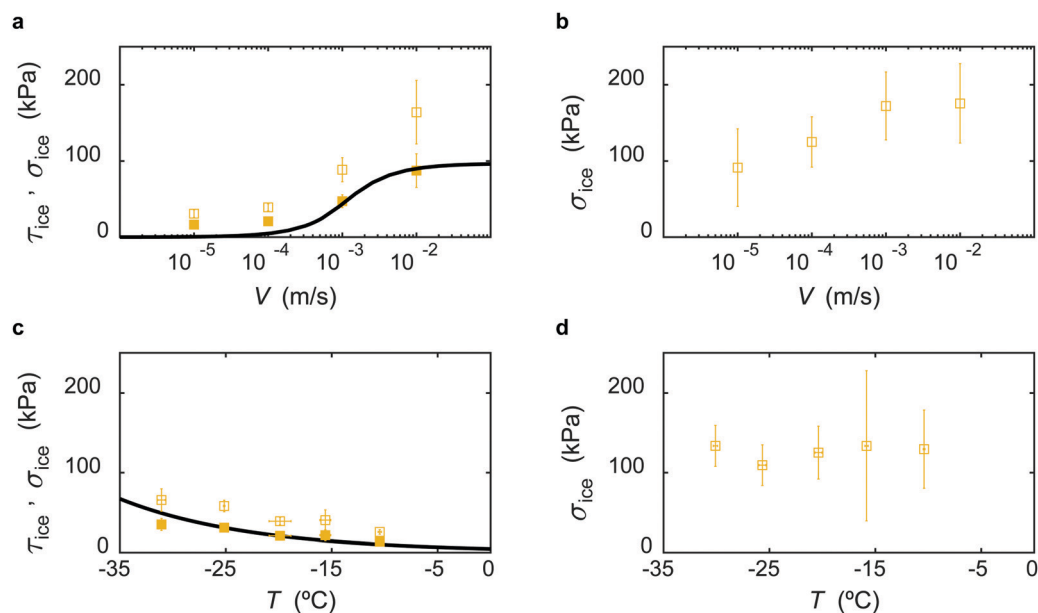 a
200
100
0
τice , σice (kPa)
10-5 10-4 10-3 10-2
V (m/s)
b
200
100
0
σice (kPa)
10-5 10-4 10-3 10-2
V (m/s)
c
200
100
0
τice , σice (kPa)
-35 -25 -15 -5 0
T (ºC)
d
200
100
0
σice (kPa)
-35 -25 -15 -5 0
T (ºC)